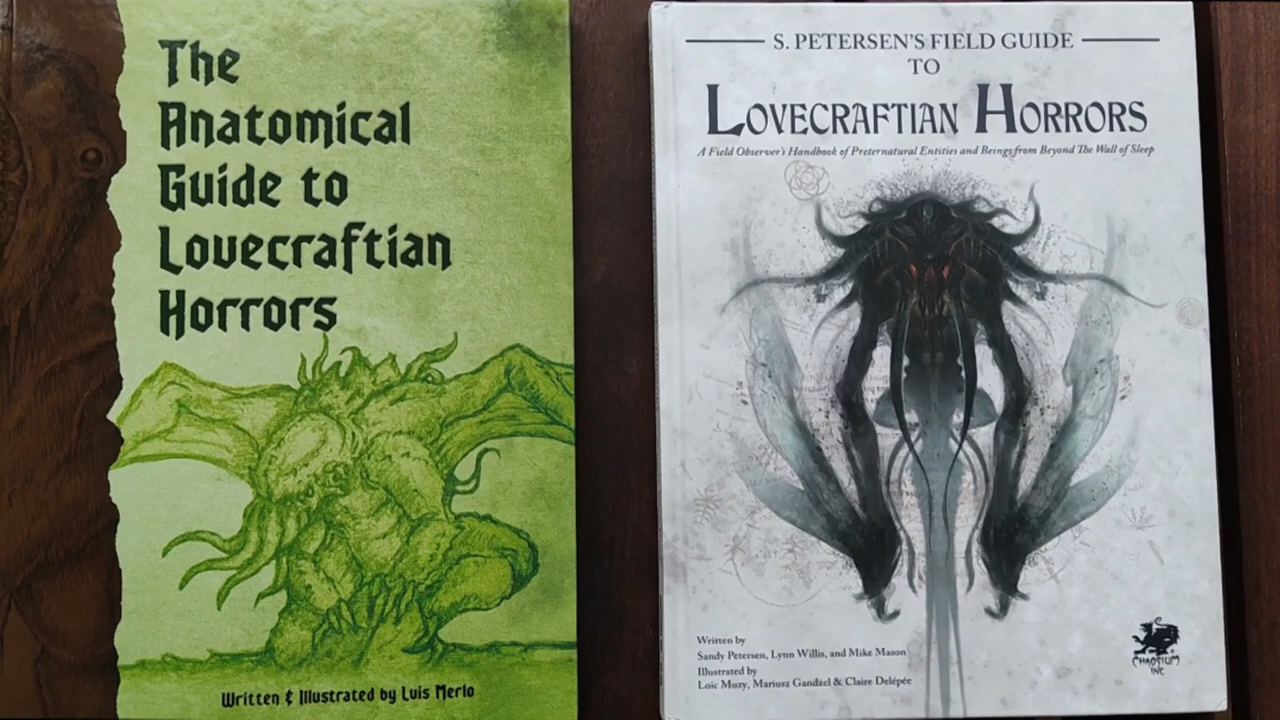 The
Anatomical
Guide to
Lovecraftian
Horrors
Written & Illustrated by Luis Merlo
S. PETERSEN'S FIELD GUIDE
TO
LOVECRAFTIAN HORRORS
A Field Observer's Handbook of Preternatural Entities and Beings from Beyond The Wall of Sleep
Written by
Sandy Petersen, Lynn Willis, and Mike Mason
Illustrated by
Loïc Muzy, Mariusz Gandzel & Claire Delépée
CHAOSIUM
INC